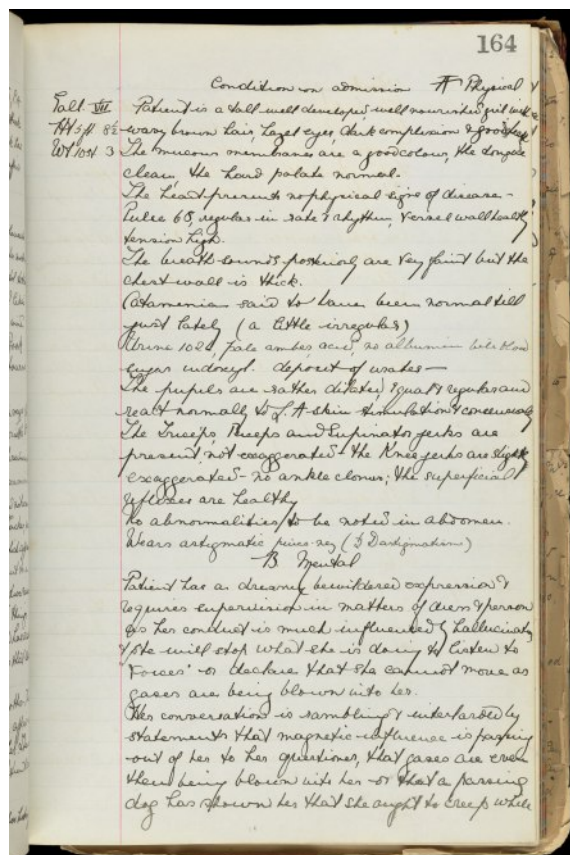 164
Condition on admission A Physical
Tall VII Patient is a tall well developed well nourished girl with
Ht 5 ft 8½ wavy brown hair, hazel eyes, dark complexion & good
Wt 10st 3 The mucous membranes are a good colour, the tongue
clean, the hard palate normal.
The heart presents no physical signs of disease -
Pulse 68, regular in rate & rhythm, vessel wall healthy
tension high.
The breath sounds posteriorly are very faint but the
chest wall is thick.
Catamenia said to have been normal till
just lately (a little irregular)
Urine 1024, pale amber, acid, no albumin bile blood
sugar indoxyl. deposit of urates —
The pupils are rather dilated, equal & regular and
react normally to L. A skin stimulation & consensually
The Triceps, Biceps and Supinator jerks are
present, not exaggerated - the Knee jerks are slightly
exaggerated - no ankle clonus; the superficial
reflexes are healthy
No abnormalities to be noted in abdomen.
Wears astigmatic pince-nez
B. Mental
Patient has a dreamy bewildered expression &
requires supervision in matters of dress & person
as her conduct is much influenced by hallucinations
& she will stop what she is doing to listen to
'voices' or declare that she cannot move as
gases are being blown into her.
Her conversation is rambling & interlarded by
statements that magnetic influence is passing
out of her to her questioner, that gases are even
then being blown into her or that a passing
dog has shown her that she ought to creep while